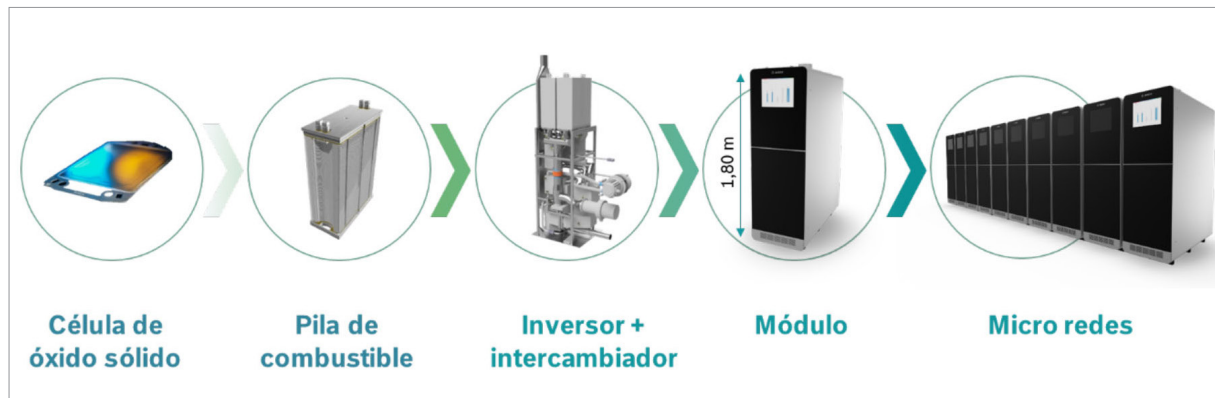 1,80 m
Célula de
óxido sólido
Pila de
combustible
Inversor +
intercambiador
Módulo
Micro redes